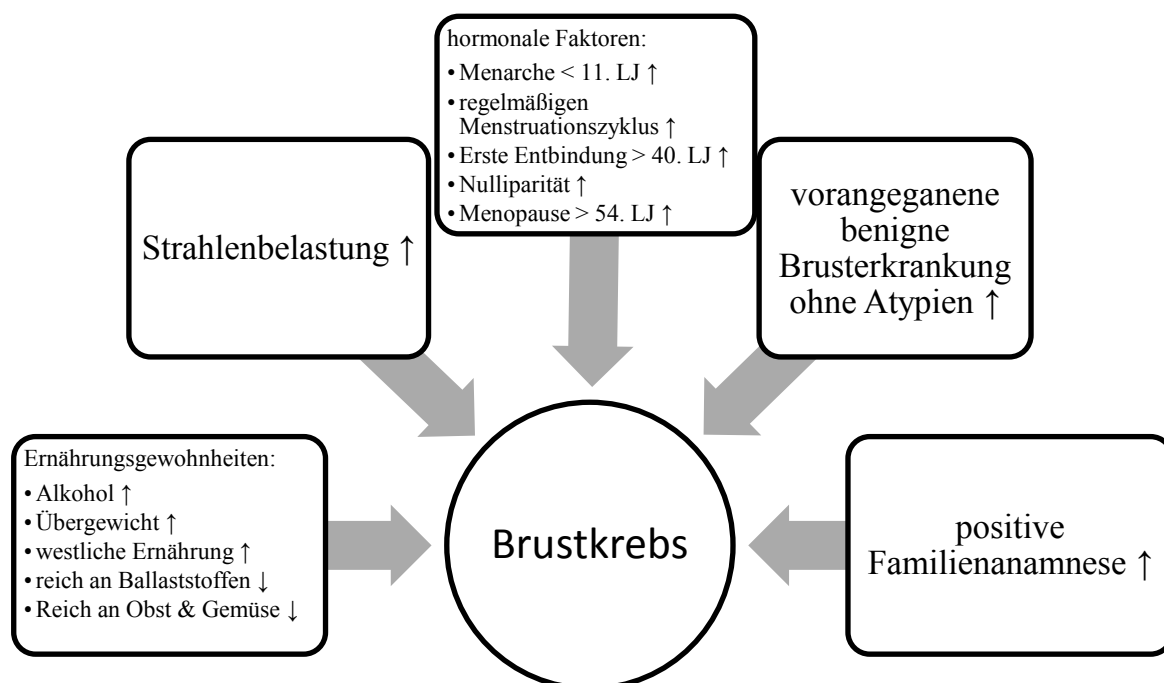 hormonale Faktoren:
• Menarche < 11. LJ ↑
• regelmäßigen
Menstruationszyklus ↑
• Erste Entbindung > 40. LJ ↑
• Nulliparität ↑
• Menopause > 54. LJ ↑
Strahlenbelastung ↑
vorangeganene
benigne
Brusterkrankung
ohne Atypien ↑
Ernährungsgewohnheiten:
• Alkohol ↑
• Übergewicht ↑
• westliche Ernährung ↑
• reich an Ballaststoffen ↓
• Reich an Obst & Gemüse ↓
Brustkrebs
positive
Familienanamnese ↑